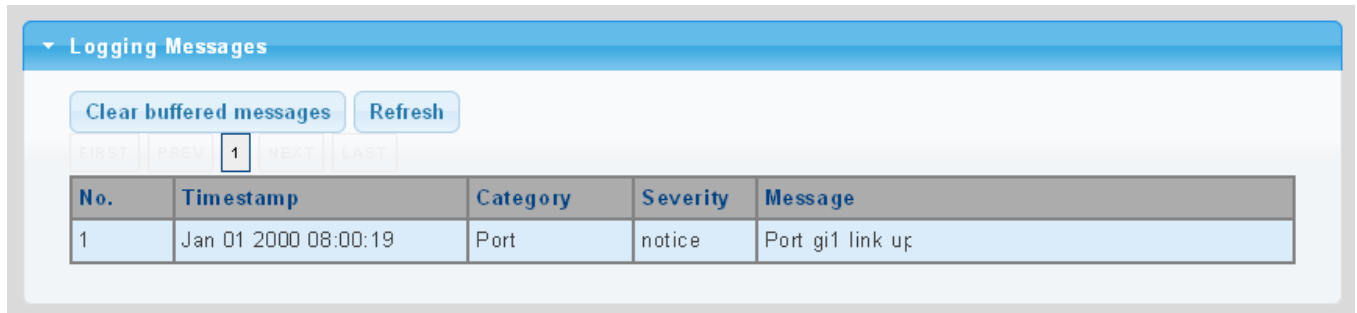 Logging Messages
Clear buffered messages Refresh
FIRST PREV 1 NEXT LAST
No. Timestamp Category Severity Message
1 Jan 01 2000 08:00:19 Port notice Port gi1 link up